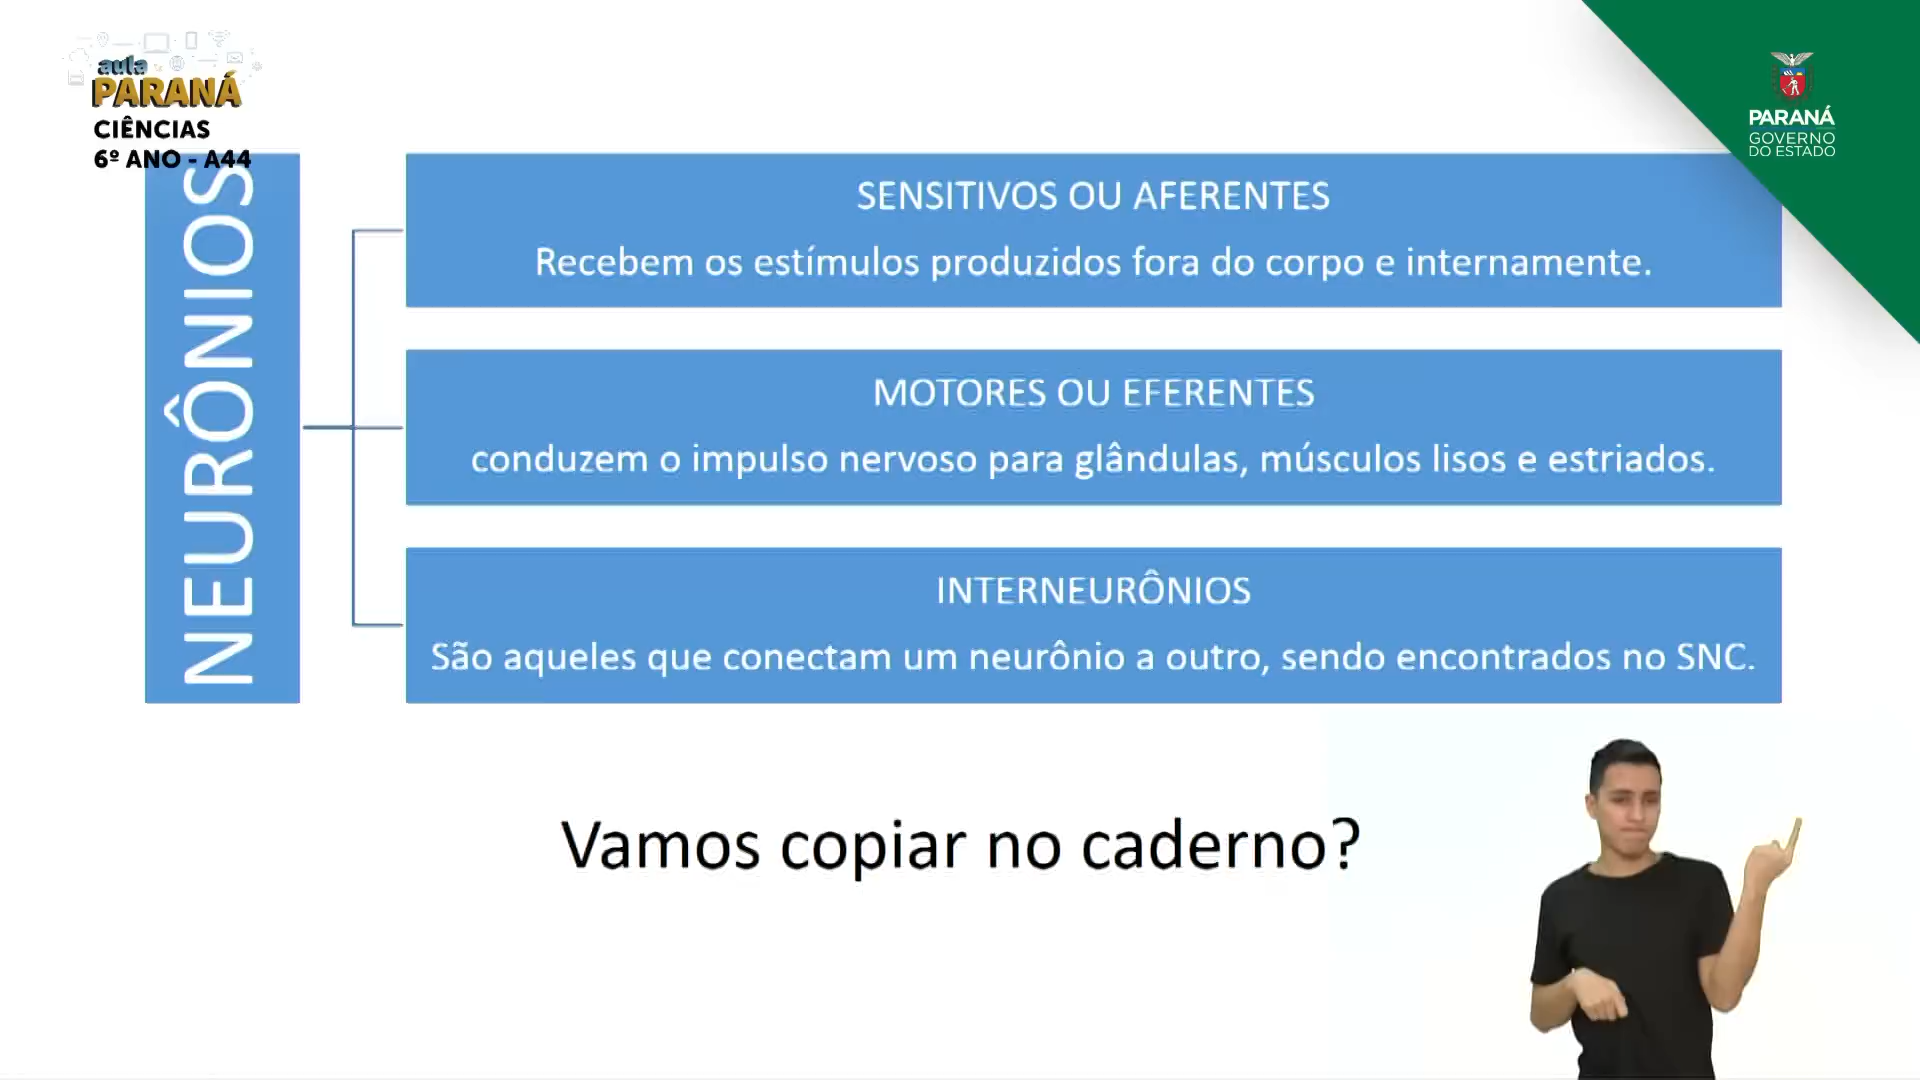 aula
PARANÁ
CIÊNCIAS
6º ANO - A44
PARANÁ
GOVERNO
DO ESTADO
NEURÔNIOS
SENSITIVOS OU AFERENTES
Recebem os estímulos produzidos fora do corpo e internamente.
MOTORES OU EFERENTES
conduzem o impulso nervoso para glândulas, músculos lisos e estriados.
INTERNEURÔNIOS
São aqueles que conectam um neurônio a outro, sendo encontrados no SNC.
Vamos copiar no caderno?